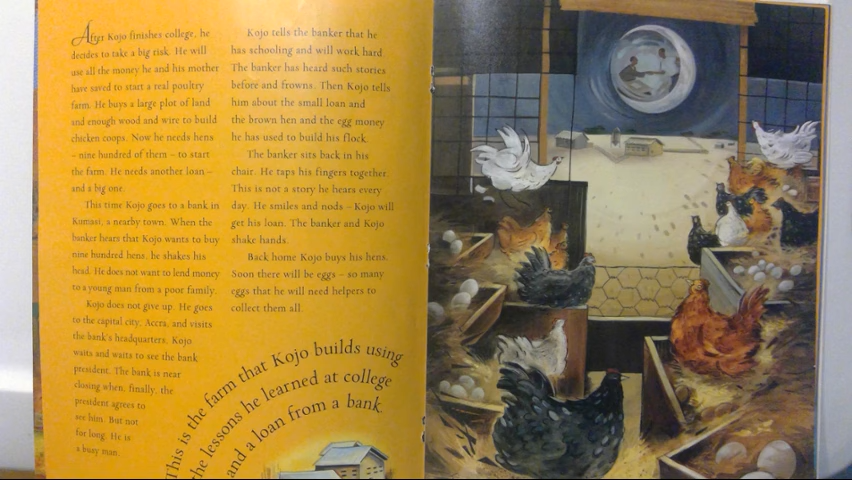 After Kojo finishes college, he
decides to take a big risk. He will
use all the money he and his mother
have saved to start a real poultry
farm. He buys a large plot of land
and enough wood and wire to build
chicken coops. Now he needs hens
– nine hundred of them – to start
the farm. He needs another loan –
and a big one.
This time Kojo goes to a bank in
Kumasi, a nearby town. When the
banker hears that Kojo wants to buy
nine hundred hens, he shakes his
head. He does not want to lend money
to a young man from a poor family.
Kojo does not give up. He goes
to the capital city, Accra, and visits
the bank's headquarters. Kojo
waits and waits to see the bank
president. The bank is near
closing when, finally, the
president agrees to
see him. But not
for long. He is
a busy man.
Kojo tells the banker that he
has schooling and will work hard.
The banker has heard such stories
before and frowns. Then Kojo tells
him about the small loan and
the brown hen and the egg money
he has used to build his flock.
The banker sits back in his
chair. He taps his fingers together.
This is not a story he hears every
day. He smiles and nods – Kojo will
get his loan. The banker and Kojo
shake hands.
Back home Kojo buys his hens.
Soon there will be eggs – so many
eggs that he will need helpers to
collect them all.
This is the farm that Kojo builds using
the lessons he learned at college
and a loan from a bank.